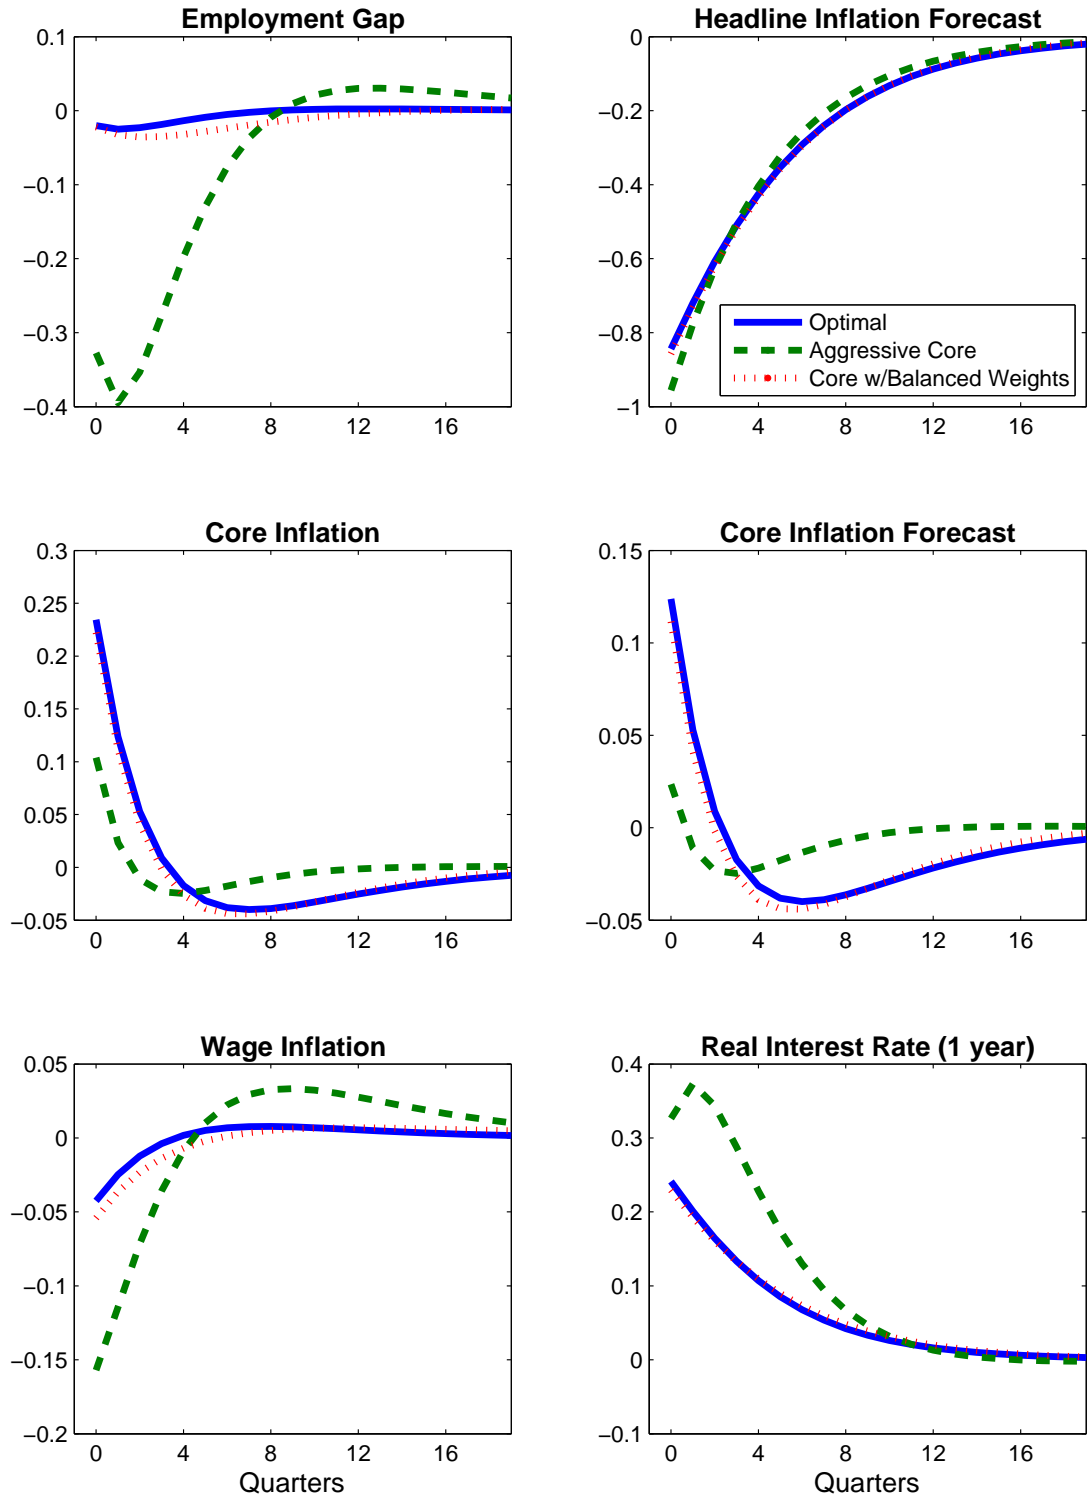 Employment Gap
0.1
0
−0.1
−0.2
−0.3
−0.4
0 4 8 12 16
Headline Inflation Forecast
0
−0.2
−0.4
−0.6
−0.8
−1
0 4 8 12 16
Optimal
Aggressive Core
Core w/Balanced Weights
Core Inflation
0.3
0.25
0.2
0.15
0.1
0.05
0
−0.05
0 4 8 12 16
Core Inflation Forecast
0.15
0.1
0.05
0
−0.05
0 4 8 12 16
Wage Inflation
0.05
0
−0.05
−0.1
−0.15
−0.2
0 4 8 12 16
Quarters
Real Interest Rate (1 year)
0.4
0.3
0.2
0.1
0
−0.1
0 4 8 12 16
Quarters